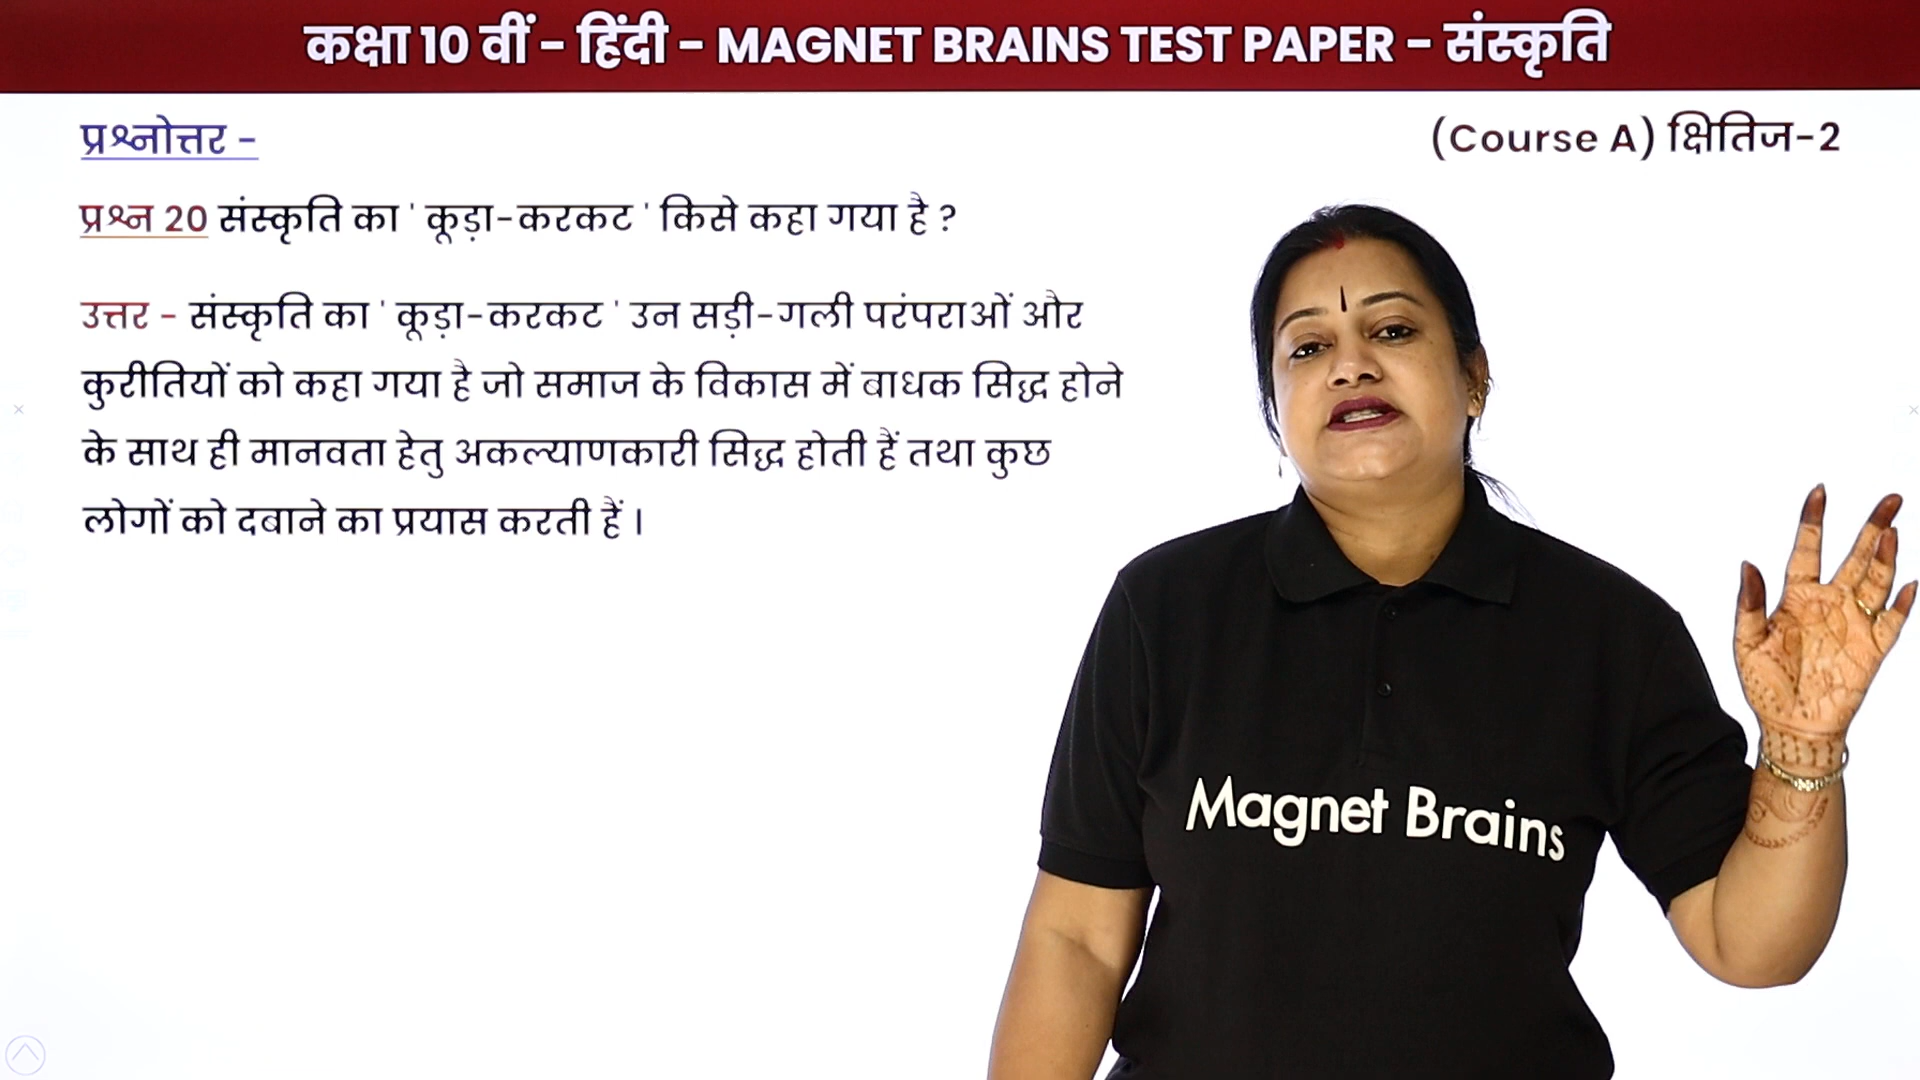 कक्षा 10 वीं - हिंदी - MAGNET BRAINS TEST PAPER - संस्कृति
प्रश्नोत्तर -
(Course A) क्षितिज-2
प्रश्न 20 संस्कृति का ' कूड़ा-करकट ' किसे कहा गया है ?
उत्तर - संस्कृति का ' कूड़ा-करकट ' उन सड़ी-गली परंपराओं और
कुरीतियों को कहा गया है जो समाज के विकास में बाधक सिद्ध होने
के साथ ही मानवता हेतु अकल्याणकारी सिद्ध होती हैं तथा कुछ
लोगों को दबाने का प्रयास करती हैं ।
Magnet Brains